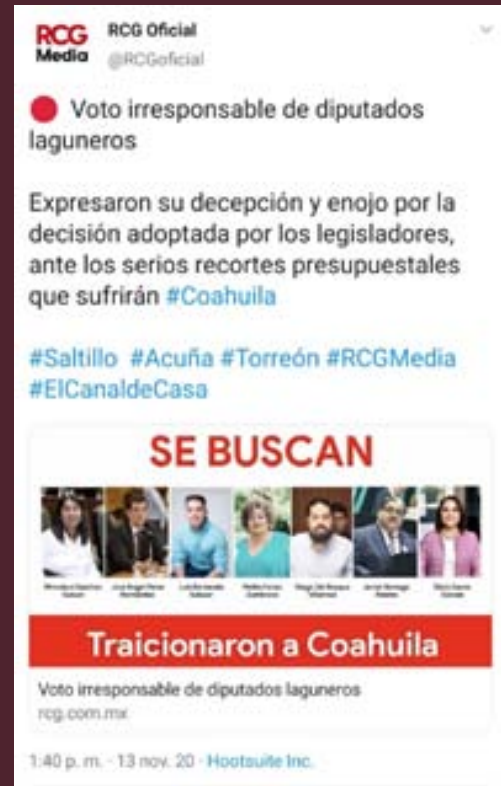 RCG
Media
RCG Oficial
@RCGoficial
Voto irresponsable de diputados
laguneros
Expresaron su decepción y enojo por la
decisión adoptada por los legisladores,
ante los serios recortes presupuestales
que sufrirán #Coahuila
#Saltillo #Acuña #Torreón #RCGMedia
#ElCanaldeCasa
SE BUSCAN
Traicionaron a Coahuila
Voto irresponsable de diputados laguneros
rcg.com.mx
1:40 p. m. · 13 nov. 20 · Hootsuite Inc.